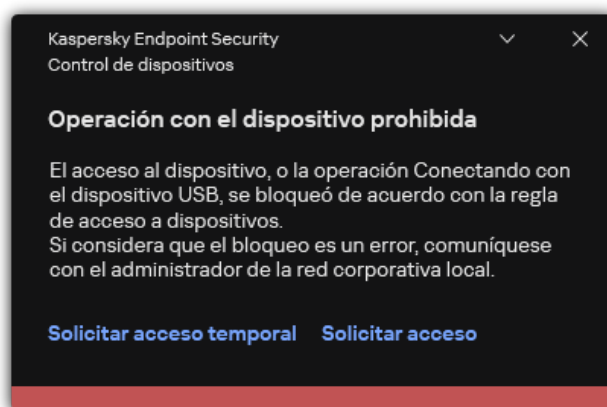 Kaspersky Endpoint Security
Control de dispositivos
Operación con el dispositivo prohibida
El acceso al dispositivo, o la operación Conectando con
el dispositivo USB, se bloqueó de acuerdo con la regla
de acceso a dispositivos.
Si considera que el bloqueo es un error, comuníquese
con el administrador de la red corporativa local.
Solicitar acceso temporal Solicitar acceso